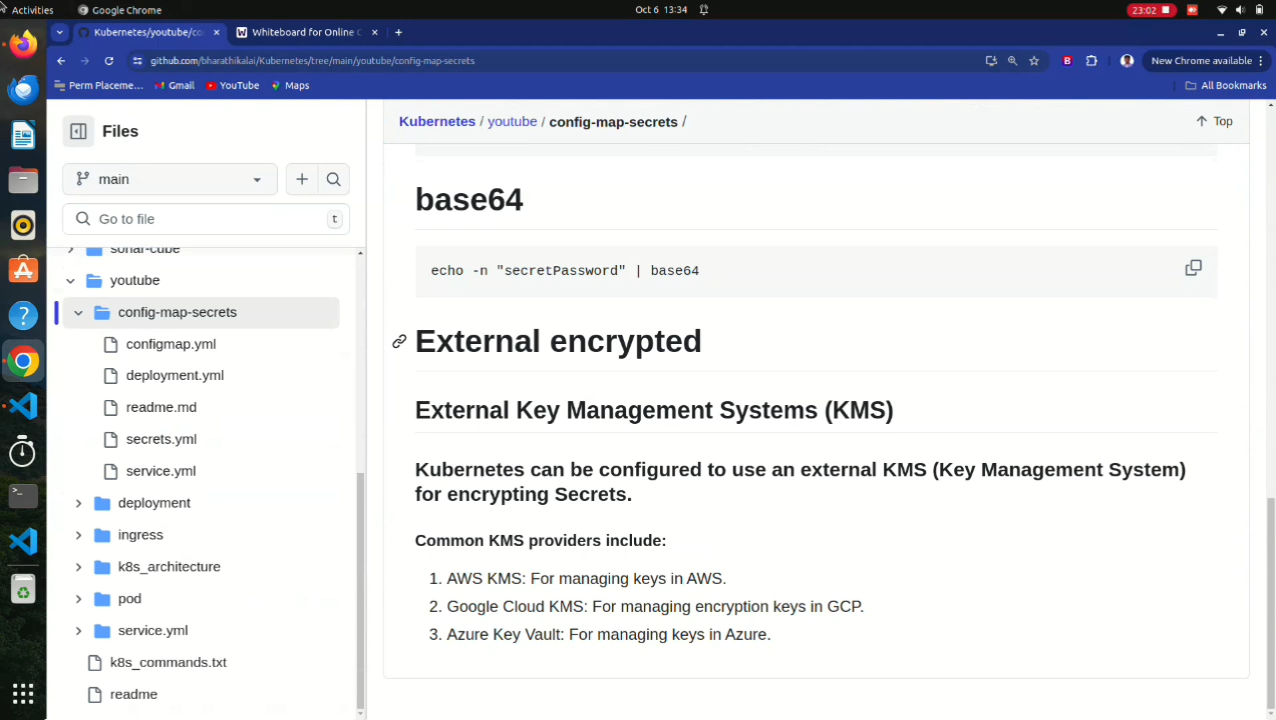 Activities
Google Chrome
Oct 6 13:34
23:02
Kubernetes/youtube/co
Whiteboard for Online C
github.com/bharathikalai/Kubernetes/tree/main/youtube/config-map-secrets
New Chrome available
Perm Placeme...
Gmail
YouTube
Maps
All Bookmarks
Files
main
Go to file
t
sonar-cube
youtube
config-map-secrets
configmap.yml
deployment.yml
readme.md
secrets.yml
service.yml
deployment
ingress
k8s_architecture
pod
service.yml
k8s_commands.txt
readme
Kubernetes / youtube / config-map-secrets /
Top
base64
echo -n "secretPassword" | base64
External encrypted
External Key Management Systems (KMS)
Kubernetes can be configured to use an external KMS (Key Management System)
for encrypting Secrets.
Common KMS providers include:
1. AWS KMS: For managing keys in AWS.
2. Google Cloud KMS: For managing encryption keys in GCP.
3. Azure Key Vault: For managing keys in Azure.